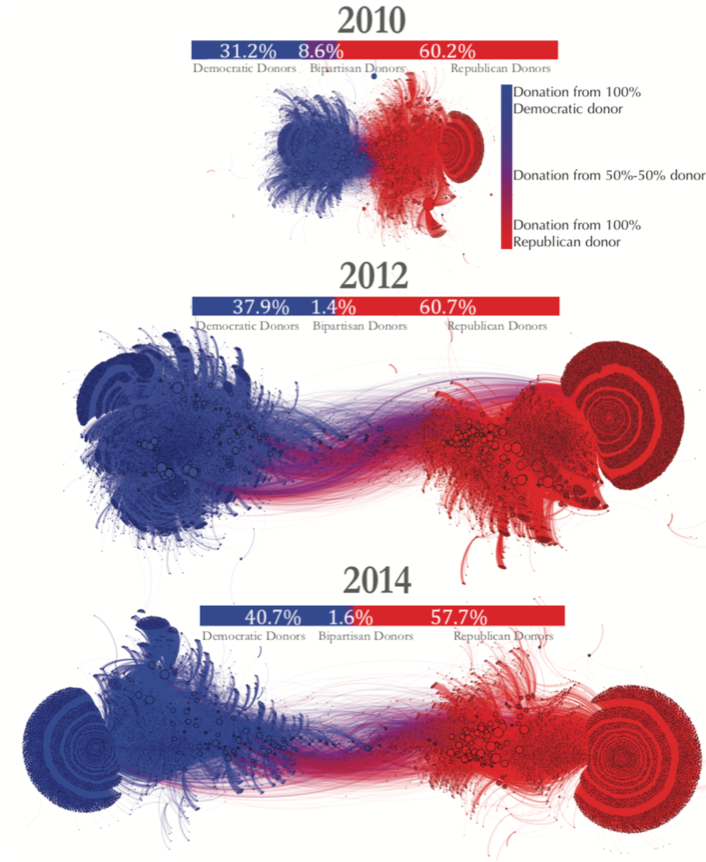 2010
31.2% 8.6% 60.2%
Democratic Donors Bipartisan Donors Republican Donors
Donation from 100%
Democratic donor
Donation from 50%-50% donor
Donation from 100%
Republican donor
2012
37.9% 1.4% 60.7%
Democratic Donors Bipartisan Donors Republican Donors
2014
40.7% 1.6% 57.7%
Democratic Donors Bipartisan Donors Republican Donors